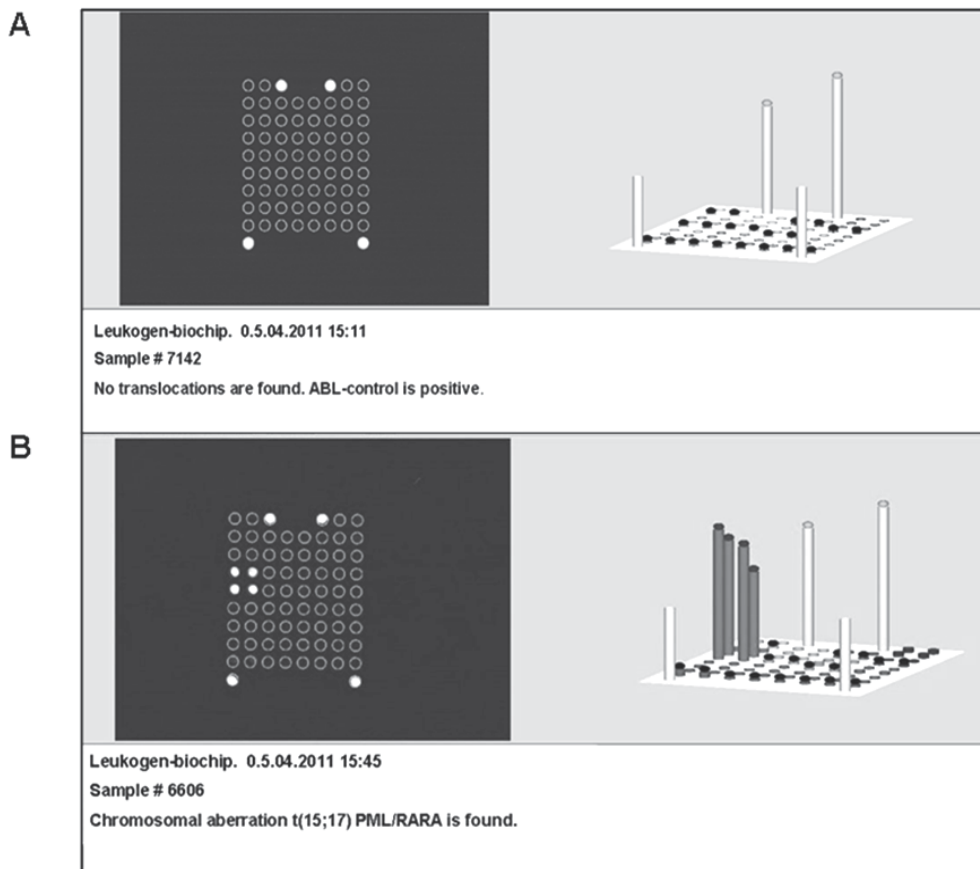 A
Leukogen-biochip. 0.5.04.2011 15:11
Sample # 7142
No translocations are found. ABL-control is positive.
B
Leukogen-biochip. 0.5.04.2011 15:45
Sample # 6606
Chromosomal aberration t(15;17) PML/RARA is found.